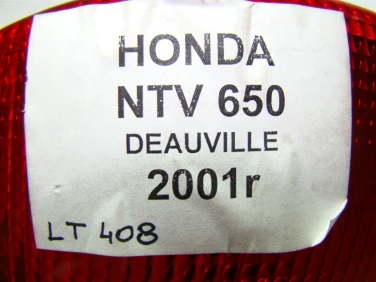 HONDA
NTV 650
DEAUVILLE
2001r
LT 408